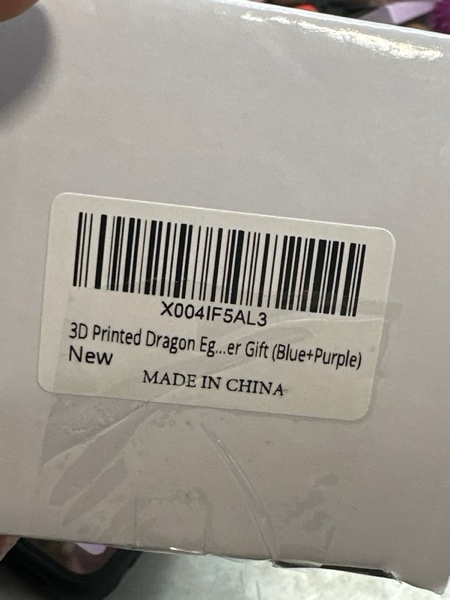 X004IF5AL3
3D Printed Dragon Eg...er Gift (Blue+Purple)
New
MADE IN CHINA